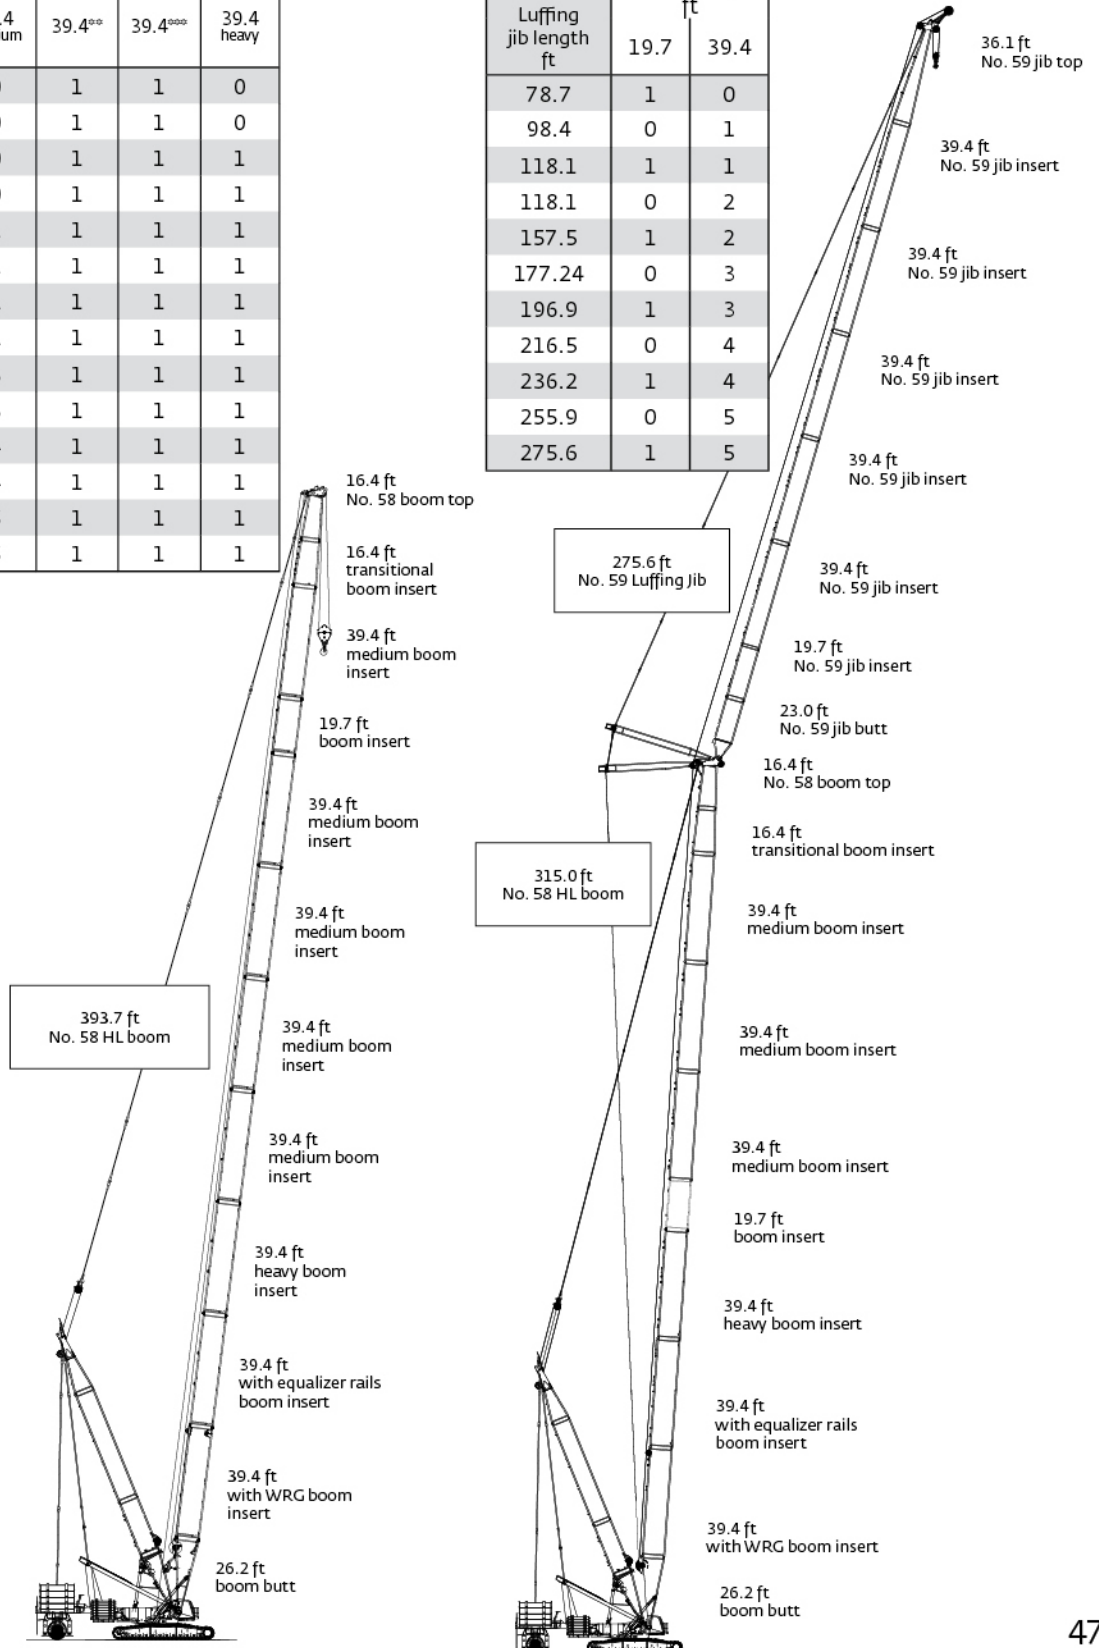 39.4** 39.4*** 39.4
heavy
1 1 0
1 1 0
1 1 1
1 1 1
1 1 1
1 1 1
1 1 1
1 1 1
1 1 1
1 1 1
1 1 1
1 1 1
1 1 1
1 1 1
Luffing
jib length
ft
ft
19.7 39.4
78.7 1 0
98.4 0 1
118.1 1 1
118.1 0 2
157.5 1 2
177.24 0 3
196.9 1 3
216.5 0 4
236.2 1 4
255.9 0 5
275.6 1 5
16.4 ft
No. 58 boom top
16.4 ft
transitional
boom insert
39.4 ft
medium boom
insert
19.7 ft
boom insert
39.4 ft
medium boom
insert
39.4 ft
medium boom
insert
39.4 ft
medium boom
insert
39.4 ft
medium boom
insert
39.4 ft
heavy boom
insert
39.4 ft
with equalizer rails
boom insert
39.4 ft
with WRG boom
insert
26.2 ft
boom butt
393.7 ft
No. 58 HL boom
36.1 ft
No. 59 jib top
39.4 ft
No. 59 jib insert
39.4 ft
No. 59 jib insert
39.4 ft
No. 59 jib insert
39.4 ft
No. 59 jib insert
39.4 ft
No. 59 jib insert
19.7 ft
No. 59 jib insert
23.0 ft
No. 59 jib butt
16.4 ft
No. 58 boom top
16.4 ft
transitional boom insert
39.4 ft
medium boom insert
39.4 ft
medium boom insert
39.4 ft
medium boom insert
19.7 ft
boom insert
39.4 ft
heavy boom insert
39.4 ft
with equalizer rails
boom insert
39.4 ft
with WRG boom insert
26.2 ft
boom butt
275.6 ft
No. 59 Luffing Jib
315.0 ft
No. 58 HL boom
47